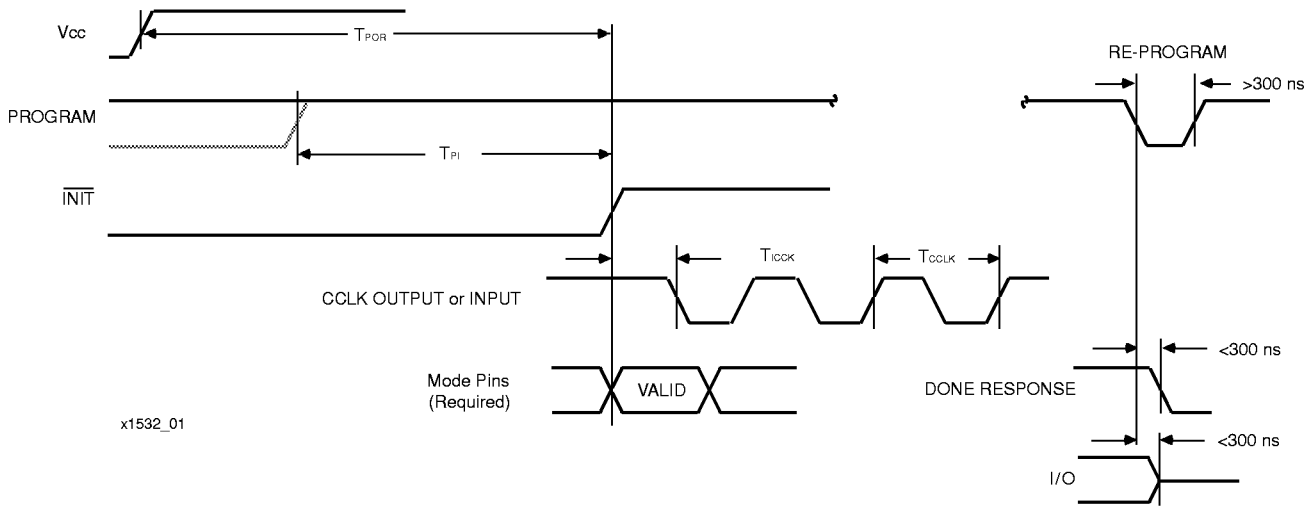 Vcc
TPOR
RE-PROGRAM
>300 ns
PROGRAM
TPI
INIT
TICCK
TCCLK
CCLK OUTPUT or INPUT
<300 ns
Mode Pins
(Required)
VALID
DONE RESPONSE
x1532_01
<300 ns
I/O